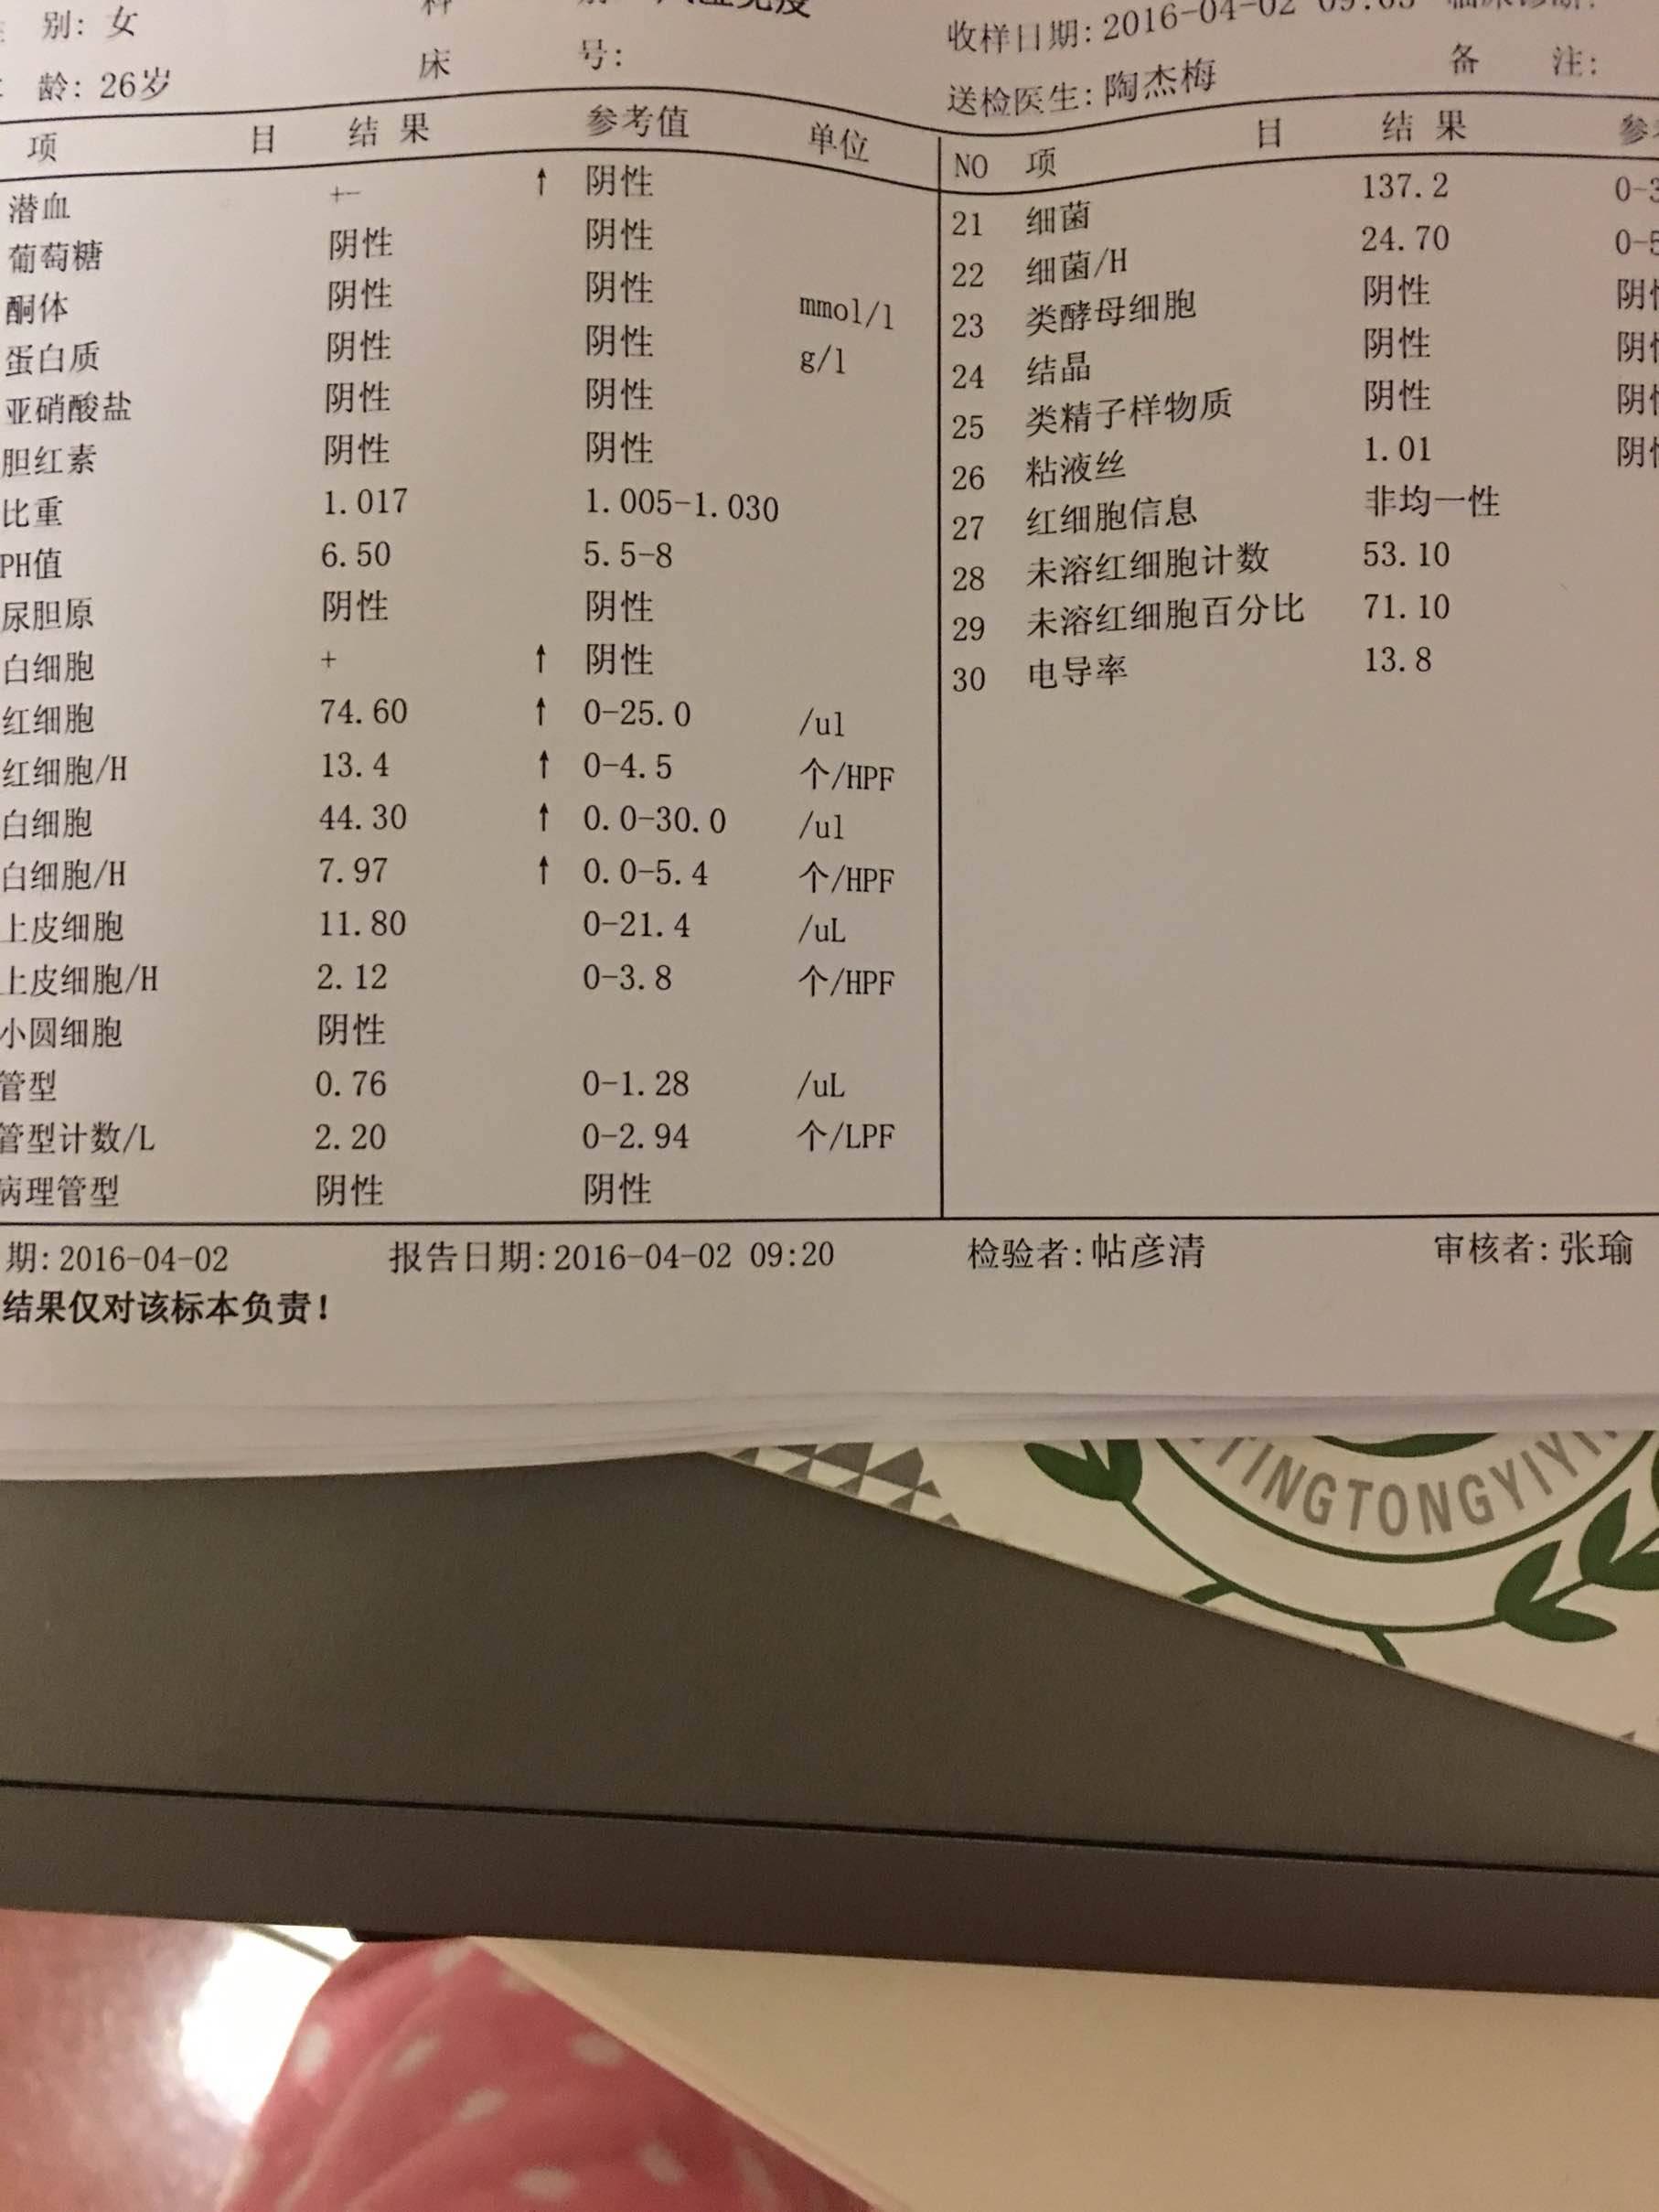 别: 女
床 号:
收样日期: 2016-04-02
龄: 26岁
送检医生: 陶杰梅
备 注:
项 目 结 果 参考值 单位
潜血 +- ↑ 阴性
葡萄糖 阴性 阴性
酮体 阴性 阴性 mmol/l
蛋白质 阴性 阴性 g/l
亚硝酸盐 阴性 阴性
胆红素 阴性 阴性
比重 1.017 1.005-1.030
PH值 6.50 5.5-8
尿胆原 阴性 阴性
白细胞 + ↑ 阴性
红细胞 74.60 ↑ 0-25.0 /ul
红细胞/H 13.4 ↑ 0-4.5 个/HPF
白细胞 44.30 ↑ 0.0-30.0 /ul
白细胞/H 7.97 ↑ 0.0-5.4 个/HPF
上皮细胞 11.80 0-21.4 /uL
上皮细胞/H 2.12 0-3.8 个/HPF
小圆细胞 阴性
管型 0.76 0-1.28 /uL
管型计数/L 2.20 0-2.94 个/LPF
病理管型 阴性 阴性
NO 项 目 结 果
21 细菌 137.2
22 细菌/H 24.70
23 类酵母细胞 阴性
24 结晶 阴性
25 类精子样物质 阴性
26 粘液丝 1.01
27 红细胞信息 非均一性
28 未溶红细胞计数 53.10
29 未溶红细胞百分比 71.10
30 电导率 13.8
期: 2016-04-02 报告日期: 2016-04-02 09:20 检验者: 帖彦清 审核者: 张瑜
结果仅对该标本负责!
TINGTONGYIYI